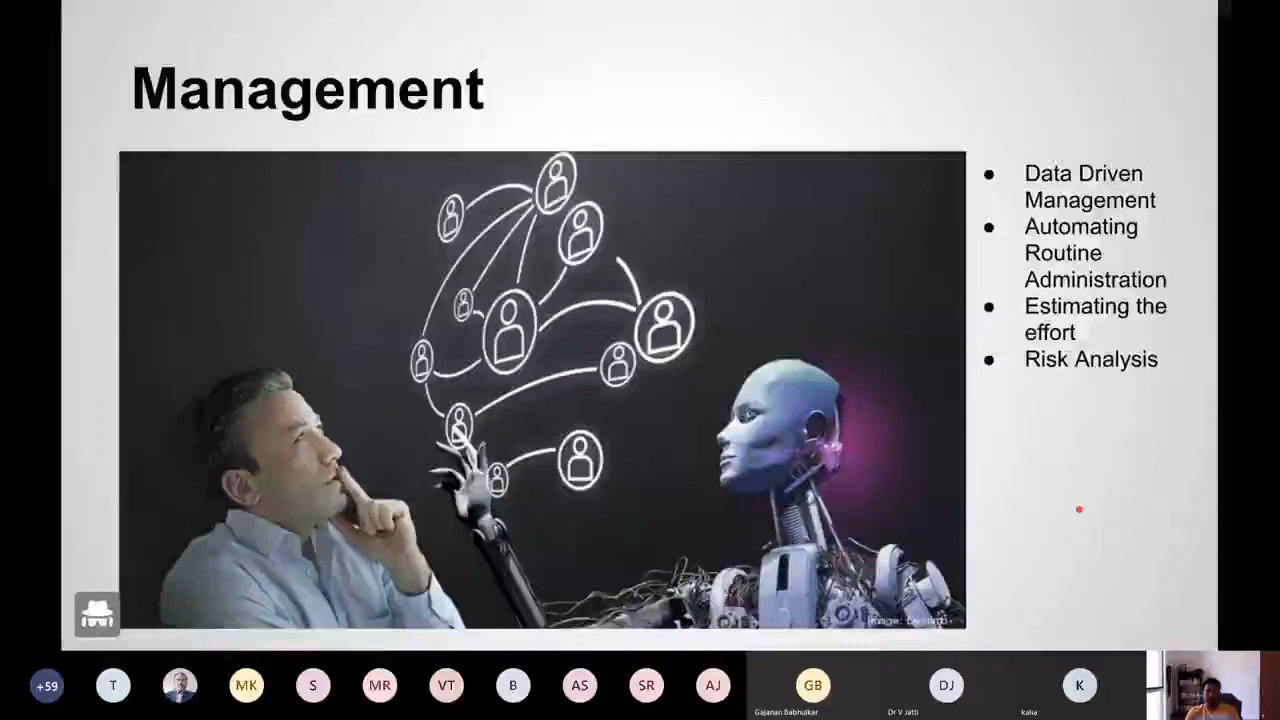 Management
Data Driven
Management
Automating
Routine
Administration
Estimating the
effort
Risk Analysis
+59
T
MK
S
MR
VT
B
AS
SR
AJ
GB
DJ
K
Gajanan Babhulkar
Dr V Jatti
kalia